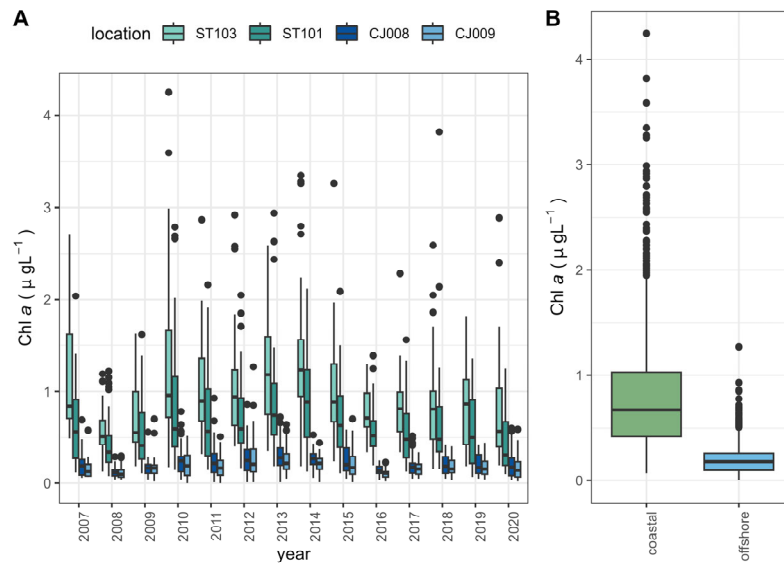 A
location ST103 ST101 CJ008 CJ009
Chl a ( μ gL⁻¹ )
4
3
2
1
0
2007 2008 2009 2010 2011 2012 2013 2014 2015 2016 2017 2018 2019 2020
year
B
Chl a ( μ gL⁻¹ )
4
3
2
1
0
coastal offshore